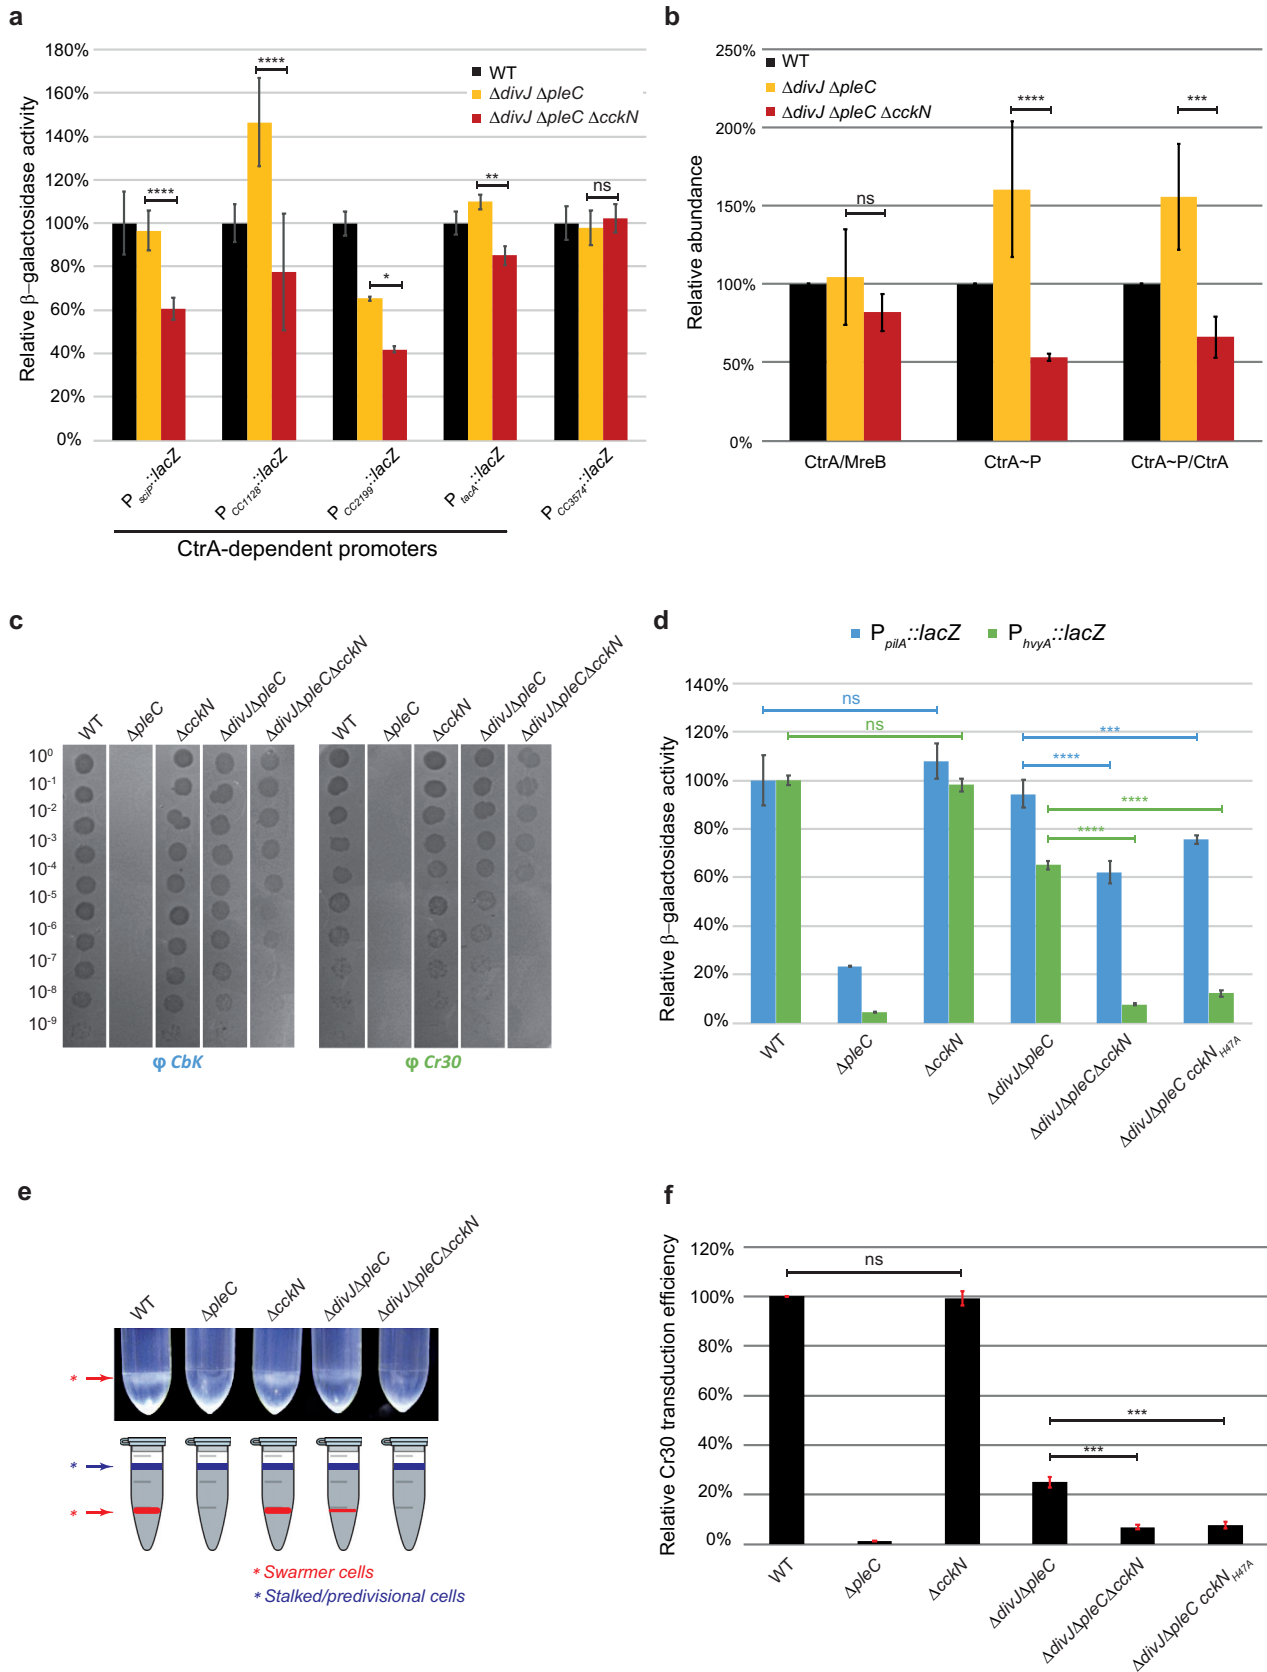 a
180%
160%
140%
120%
100%
80%
60%
40%
20%
0%
Relative β−galactosidase activity
WT
ΔdivJ ΔpleC
ΔdivJ ΔpleC ΔcckN
****
****
*
**
ns
P sciP::lacZ
P CC1128::lacZ
P CC2199::lacZ
P tacA::lacZ
P CC3574::lacZ
CtrA-dependent promoters
b
250%
200%
150%
100%
50%
0%
Relative abundance
WT
ΔdivJ ΔpleC
ΔdivJ ΔpleC ΔcckN
ns
****
***
CtrA/MreB
CtrA~P
CtrA~P/CtrA
c
WT
ΔpleC
ΔcckN
ΔdivJΔpleC
ΔdivJΔpleCΔcckN
WT
ΔpleC
ΔcckN
ΔdivJΔpleC
ΔdivJΔpleCΔcckN
10⁰
10⁻¹
10⁻²
10⁻³
10⁻⁴
10⁻⁵
10⁻⁶
10⁻⁷
10⁻⁸
10⁻⁹
φ CbK
φ Cr30
d
PpilA::lacZ
PhvyA::lacZ
140%
120%
100%
80%
60%
40%
20%
0%
Relative β−galactosidase activity
ns
ns
***
****
****
****
WT
ΔpleC
ΔcckN
ΔdivJΔpleC
ΔdivJΔpleCΔcckN
ΔdivJΔpleC cckN H47A
e
WT
ΔpleC
ΔcckN
ΔdivJΔpleC
ΔdivJΔpleCΔcckN
*
*
*
* Swarmer cells
* Stalked/predivisional cells
f
120%
100%
80%
60%
40%
20%
0%
Relative Cr30 transduction efficiency
ns
***
***
WT
ΔpleC
ΔcckN
ΔdivJΔpleC
ΔdivJΔpleCΔcckN
ΔdivJΔpleC cckN H47A